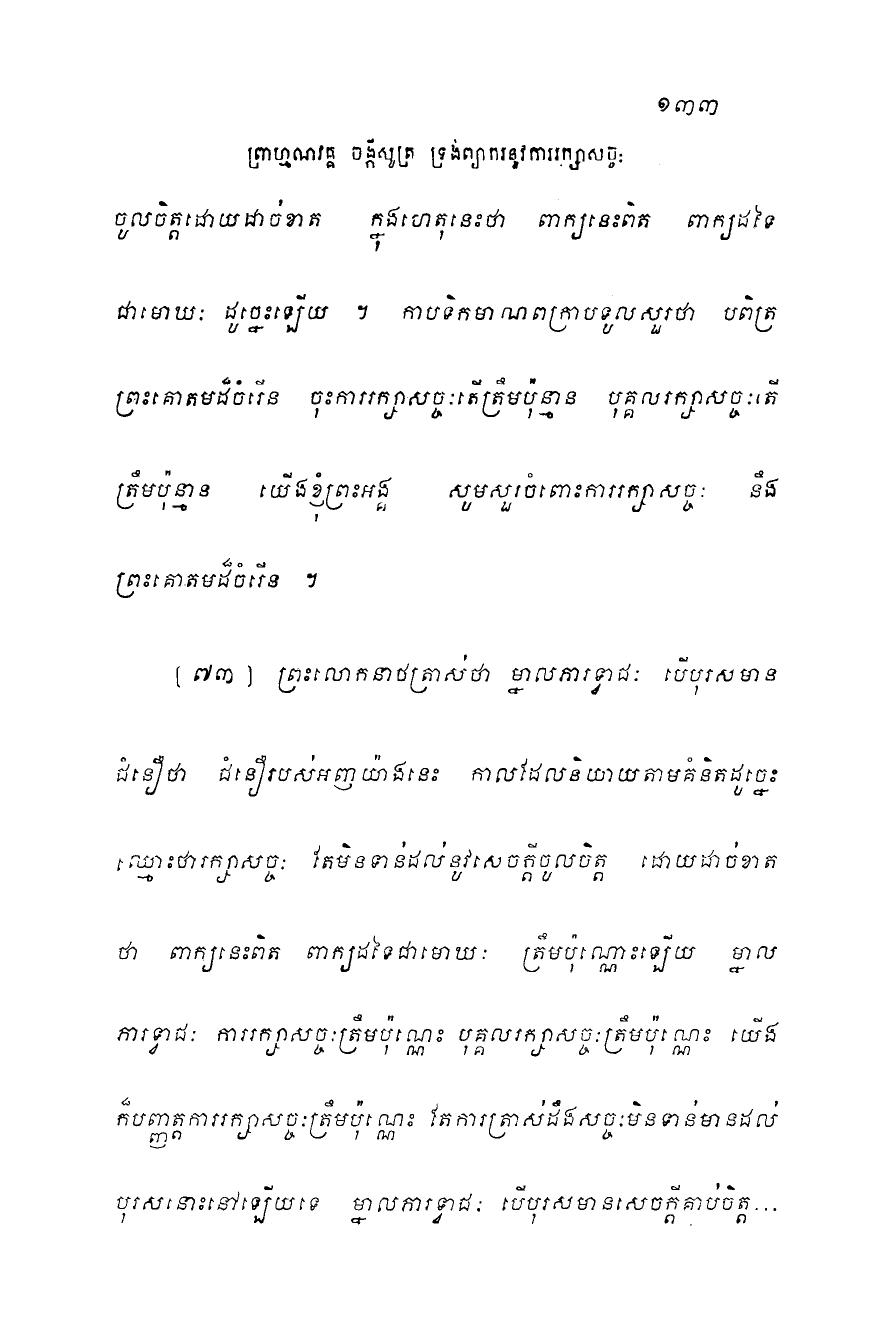 ១៣៣
ព្រាហ្មណវគ្គ ចង្កីសូត្រ ទ្រង់ព្យាករនូវការរក្សាសច្ចៈ
ចូលចិត្តដោយដាច់ខាត ក្នុងហេតុនេះថា ពាក្យនេះពិត ពាក្យដទៃ
ជាមោឃៈ ដូច្នេះឡើយ ។ កាបទិកមាណពក្រាបទូលសួរថា បពិត្រ
ព្រះគោតមដ៏ចំរើន ចុះការរក្សាសច្ចៈតើត្រឹមប៉ុន្មាន បុគ្គលរក្សាសច្ចៈតើ
ត្រឹមប៉ុន្មាន យើងខ្ញុំព្រះអង្គ សូមសួរចំពោះការរក្សាសច្ចៈ នឹង
ព្រះគោតមដ៏ចំរើន ។
[ ៧៣ ] ព្រះលោកនាថត្រាស់ថា ម្នាលភារទ្វាជៈ បើបុរសមាន
ជំនឿថា ជំនឿរបស់អញយ៉ាងនេះ កាលដែលនិយាយតាមគំនិតដូច្នេះ
ឈ្មោះថារក្សាសច្ចៈ តែមិនទាន់ដល់នូវសេចក្តីចូលចិត្ត ដោយដាច់ខាត
ថា ពាក្យនេះពិត ពាក្យដទៃជាមោឃៈ ត្រឹមប៉ុណ្ណោះឡើយ ម្នាល
ភារទ្វាជៈ ការរក្សាសច្ចៈត្រឹមប៉ុណ្ណេះ បុគ្គលរក្សាសច្ចៈត្រឹមប៉ុណ្ណេះ យើង
ក៏បញ្ញត្តការរក្សាសច្ចៈត្រឹមប៉ុណ្ណេះ តែការត្រាស់ដឹងសច្ចៈមិនទាន់មានដល់
បុរសនោះនៅឡើយទេ ម្នាលភារទ្វាជៈ បើបុរសមានសេចក្តីគាប់ចិត្ត...